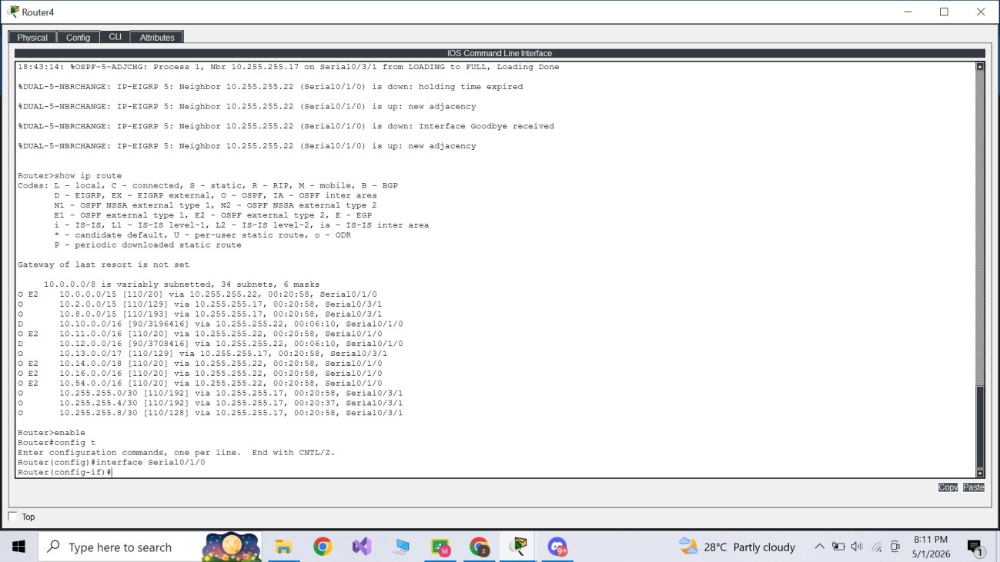 Router4
Physical Config CLI Attributes
IOS Command Line Interface
18:43:14: %OSPF-5-ADJCHG: Process 1, Nbr 10.255.255.17 on Serial0/3/1 from LOADING to FULL, Loading Done
%DUAL-5-NBRCHANGE: IP-EIGRP 5: Neighbor 10.255.255.22 (Serial0/1/0) is down: holding time expired
%DUAL-5-NBRCHANGE: IP-EIGRP 5: Neighbor 10.255.255.22 (Serial0/1/0) is up: new adjacency
%DUAL-5-NBRCHANGE: IP-EIGRP 5: Neighbor 10.255.255.22 (Serial0/1/0) is down: Interface Goodbye received
%DUAL-5-NBRCHANGE: IP-EIGRP 5: Neighbor 10.255.255.22 (Serial0/1/0) is up: new adjacency
Router>show ip route
Codes: L - local, C - connected, S - static, R - RIP, M - mobile, B - BGP
D - EIGRP, EX - EIGRP external, O - OSPF, IA - OSPF inter area
N1 - OSPF NSSA external type 1, N2 - OSPF NSSA external type 2
E1 - OSPF external type 1, E2 - OSPF external type 2, E - EGP
i - IS-IS, L1 - IS-IS level-1, L2 - IS-IS level-2, ia - IS-IS inter area
* - candidate default, U - per-user static route, o - ODR
P - periodic downloaded static route
Gateway of last resort is not set
10.0.0.0/8 is variably subnetted, 34 subnets, 6 masks
O E2 10.0.0.0/15 [110/20] via 10.255.255.22, 00:20:58, Serial0/1/0
O 10.2.0.0/15 [110/129] via 10.255.255.17, 00:20:58, Serial0/3/1
O 10.8.0.0/15 [110/193] via 10.255.255.17, 00:20:58, Serial0/3/1
D 10.10.0.0/16 [90/3196416] via 10.255.255.22, 00:06:10, Serial0/1/0
O E2 10.11.0.0/16 [110/20] via 10.255.255.22, 00:20:58, Serial0/1/0
D 10.12.0.0/16 [90/3708416] via 10.255.255.22, 00:06:10, Serial0/1/0
O 10.13.0.0/17 [110/129] via 10.255.255.17, 00:20:58, Serial0/3/1
O E2 10.14.0.0/18 [110/20] via 10.255.255.22, 00:20:58, Serial0/1/0
O E2 10.16.0.0/16 [110/20] via 10.255.255.22, 00:20:58, Serial0/1/0
O E2 10.54.0.0/16 [110/20] via 10.255.255.22, 00:20:58, Serial0/1/0
O 10.255.255.0/30 [110/192] via 10.255.255.17, 00:20:58, Serial0/3/1
O 10.255.255.4/30 [110/192] via 10.255.255.17, 00:20:37, Serial0/3/1
O 10.255.255.8/30 [110/128] via 10.255.255.17, 00:20:58, Serial0/3/1
Router>enable
Router#config t
Enter configuration commands, one per line. End with CNTL/Z.
Router(config)#interface Serial0/1/0
Router(config-if)#
Copy Paste
Top
Type here to search
28°C Partly cloudy
8:11 PM
5/1/2026
M
z
9+
1